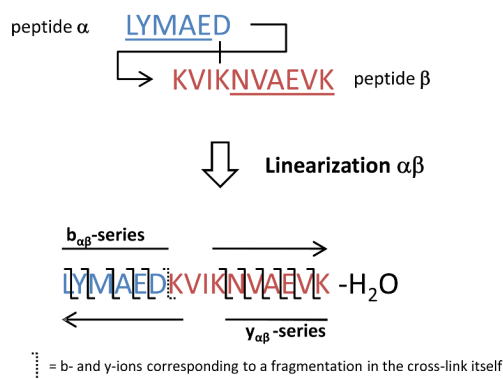 peptide α LYMAED
KVIKNVAEVK peptide β
Linearization αβ
bαβ-series
LYMAEDKVIKNVAEVK -H₂O
yαβ-series
= b- and y-ions corresponding to a fragmentation in the cross-link itself